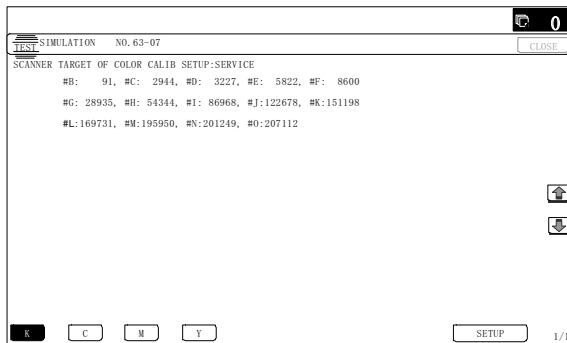 0
TEST SIMULATION NO.63-07
CLOSE
SCANNER TARGET OF COLOR CALIB SETUP:SERVICE
#B: 91, #C: 2944, #D: 3227, #E: 5822, #F: 8600
#G: 28935, #H: 54344, #I: 86968, #J:122678, #K:151198
#L:169731, #M:195950, #N:201249, #O:207112
K C M Y SETUP 1/1